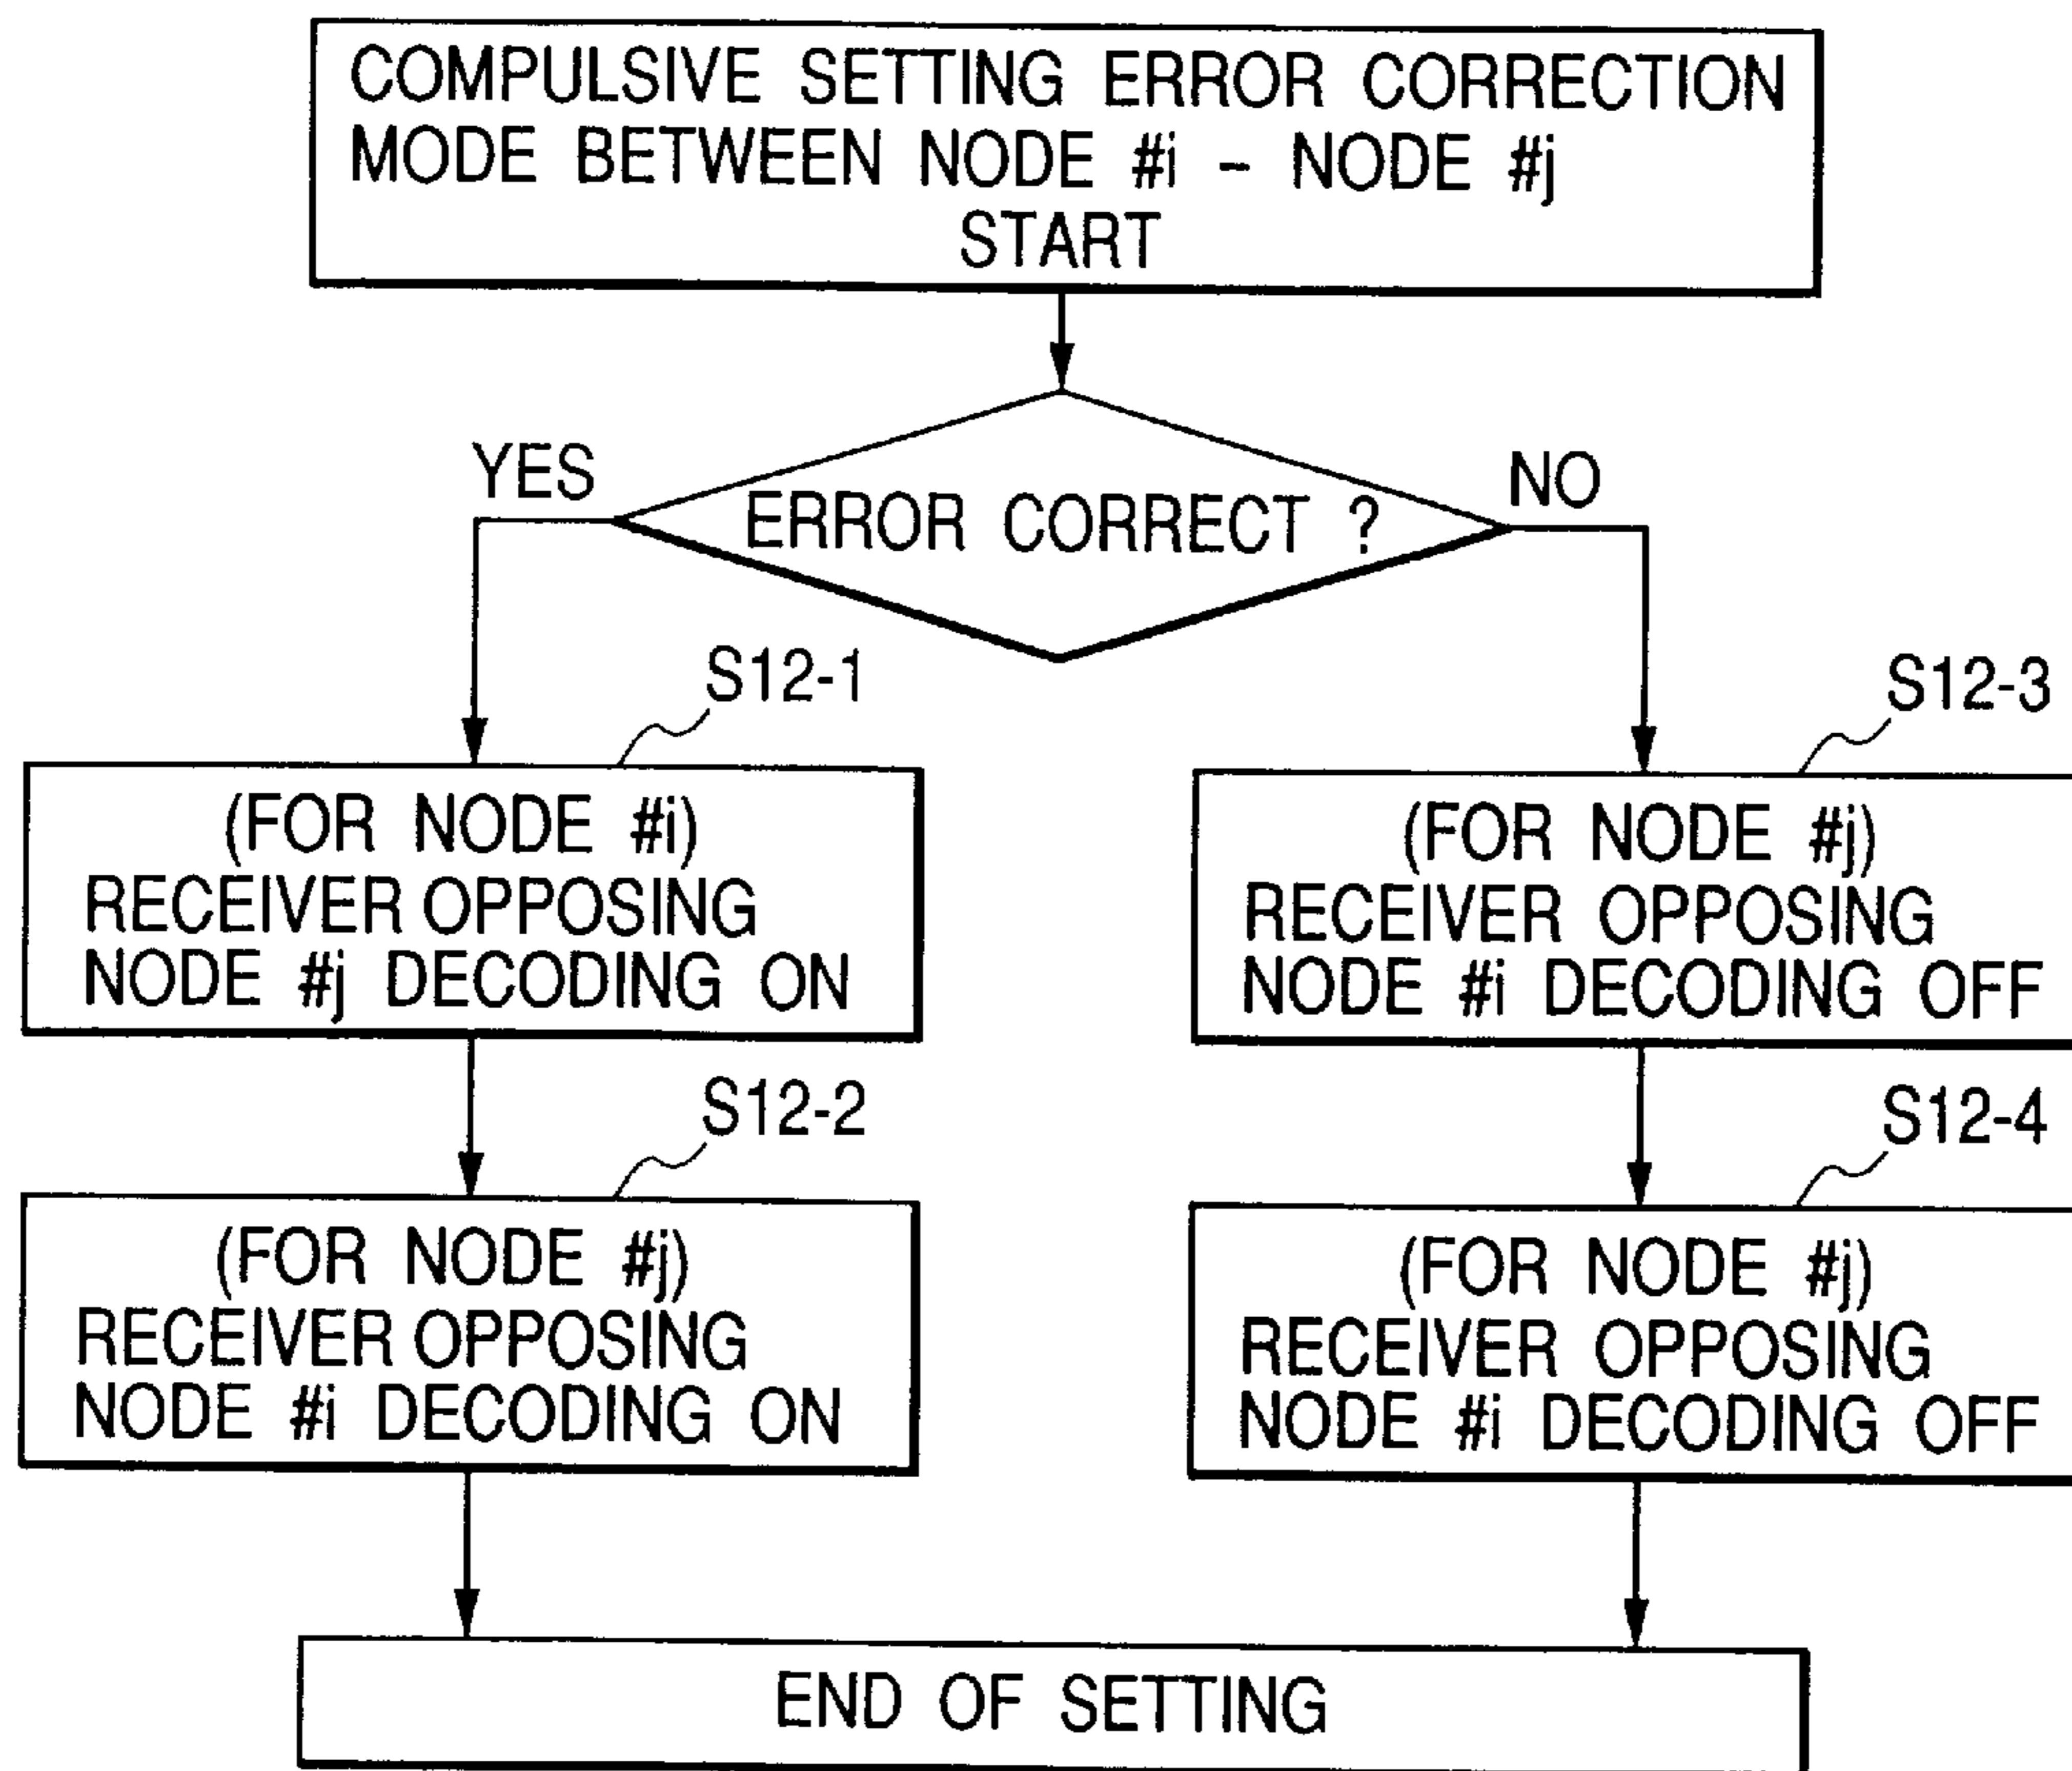 COMPULSIVE SETTING ERROR CORRECTION
MODE BETWEEN NODE #i - NODE #j
START
YES
NO
ERROR CORRECT ?
S12-1
S12-3
(FOR NODE #i)
RECEIVER OPPOSING
NODE #j DECODING ON
(FOR NODE #j)
RECEIVER OPPOSING
NODE #i DECODING OFF
S12-2
S12-4
(FOR NODE #j)
RECEIVER OPPOSING
NODE #i DECODING ON
(FOR NODE #j)
RECEIVER OPPOSING
NODE #i DECODING OFF
END OF SETTING